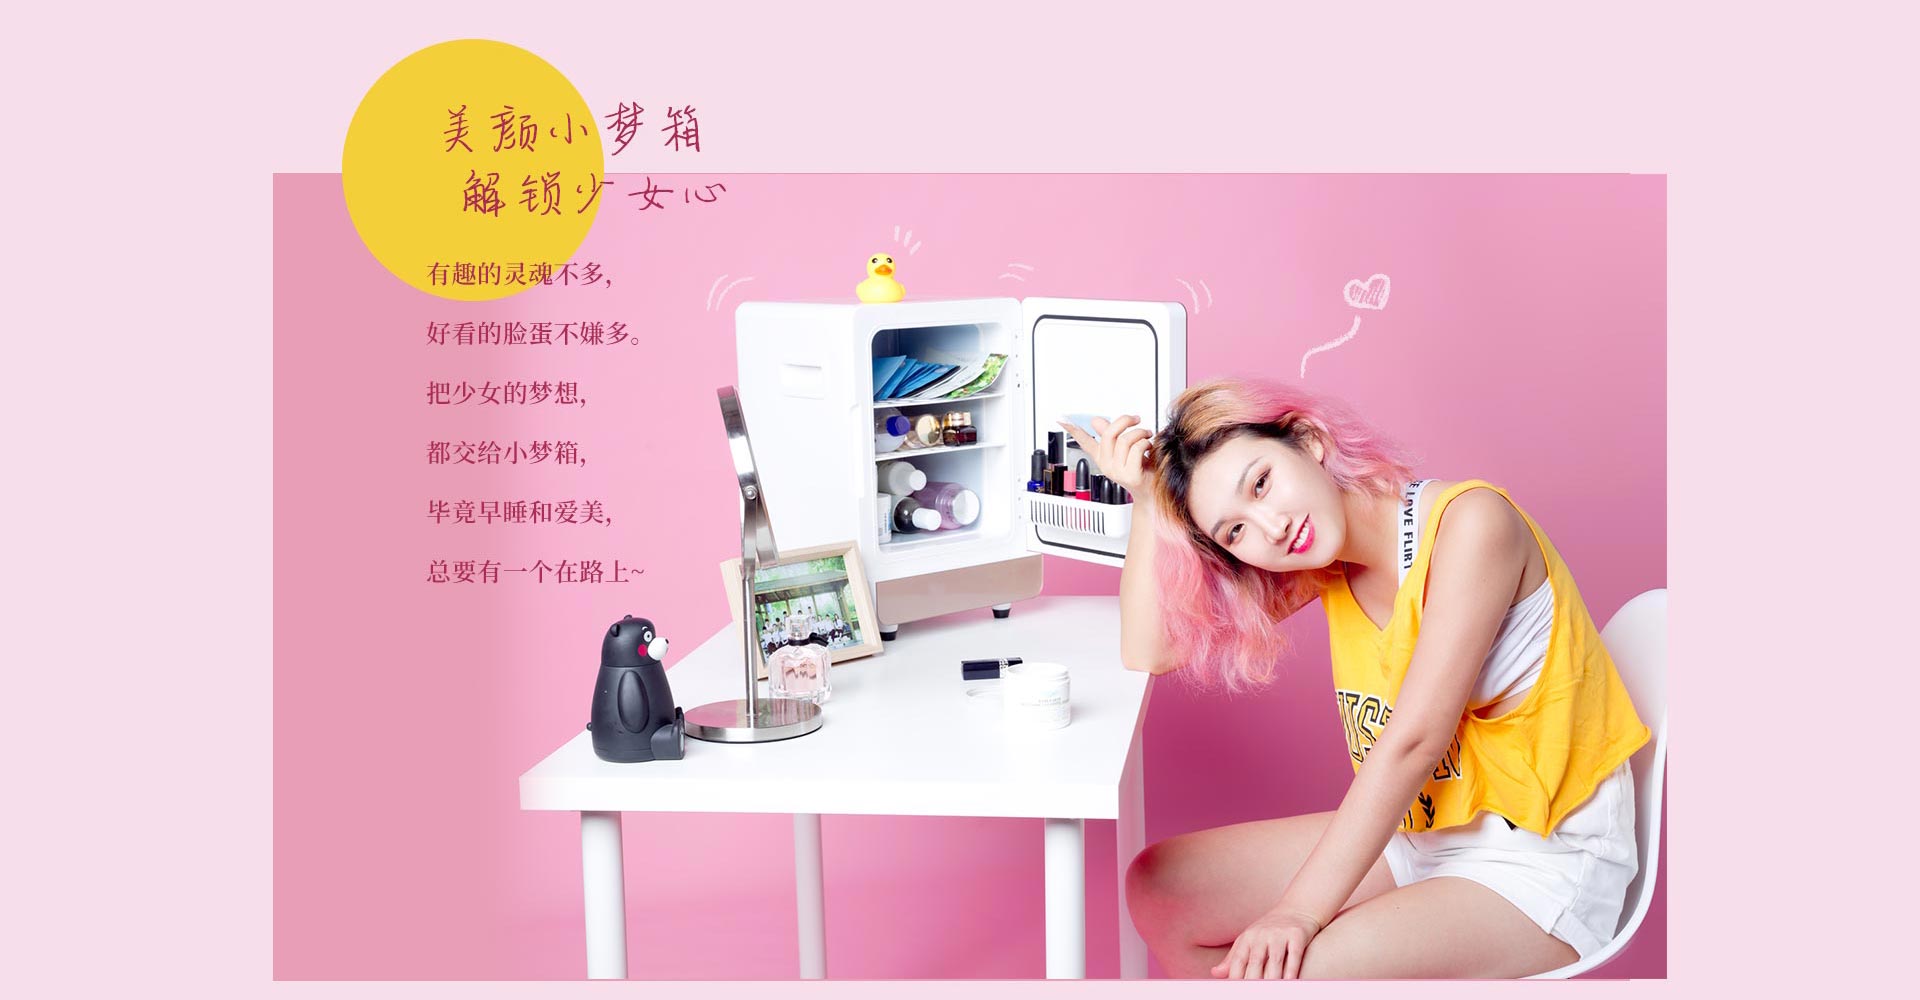 美颜小梦箱
解锁少女心
有趣的灵魂不多，
好看的脸蛋不嫌多。
把少女的梦想，
都交给小梦箱，
毕竟早睡和爱美，
总要有一个在路上~
LOVE FLIRT